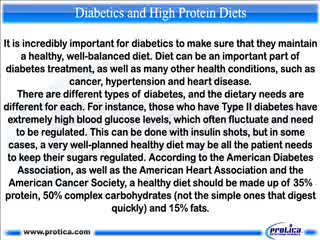 Diabetics and High Protein Diets
It is incredibly important for diabetics to make sure that they maintain
a healthy, well-balanced diet. Diet can be an important part of
diabetes treatment, as well as many other health conditions, such as
cancer, hypertension and heart disease.
There are different types of diabetes, and the dietary needs are
different for each. For instance, those who have Type II diabetes have
extremely high blood glucose levels, which often fluctuate and need
to be regulated. This can be done with insulin shots, but in some
cases, a very well-planned healthy diet may be all the patient needs
to keep their sugars regulated. According to the American Diabetes
Association, as well as the American Heart Association and the
American Cancer Society, a healthy diet should be made up of 35%
protein, 50% complex carbohydrates (not the simple ones that digest
quickly) and 15% fats.
www.protica.com
protica